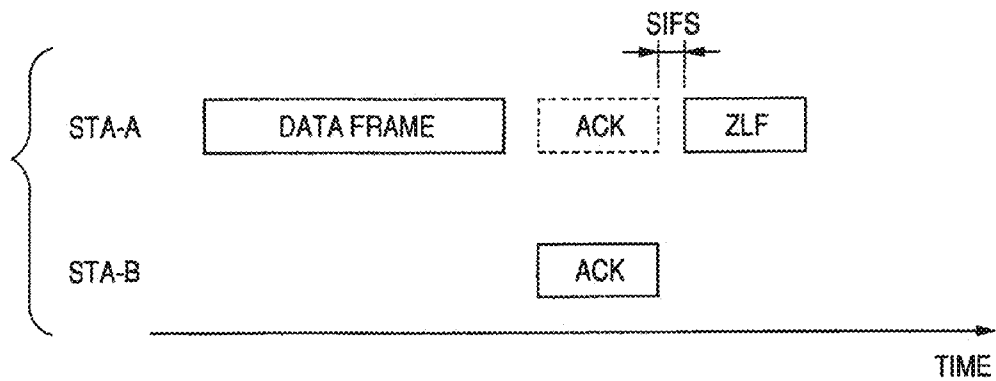 SIFS
STA-A
DATA FRAME
ACK
ZLF
STA-B
ACK
TIME